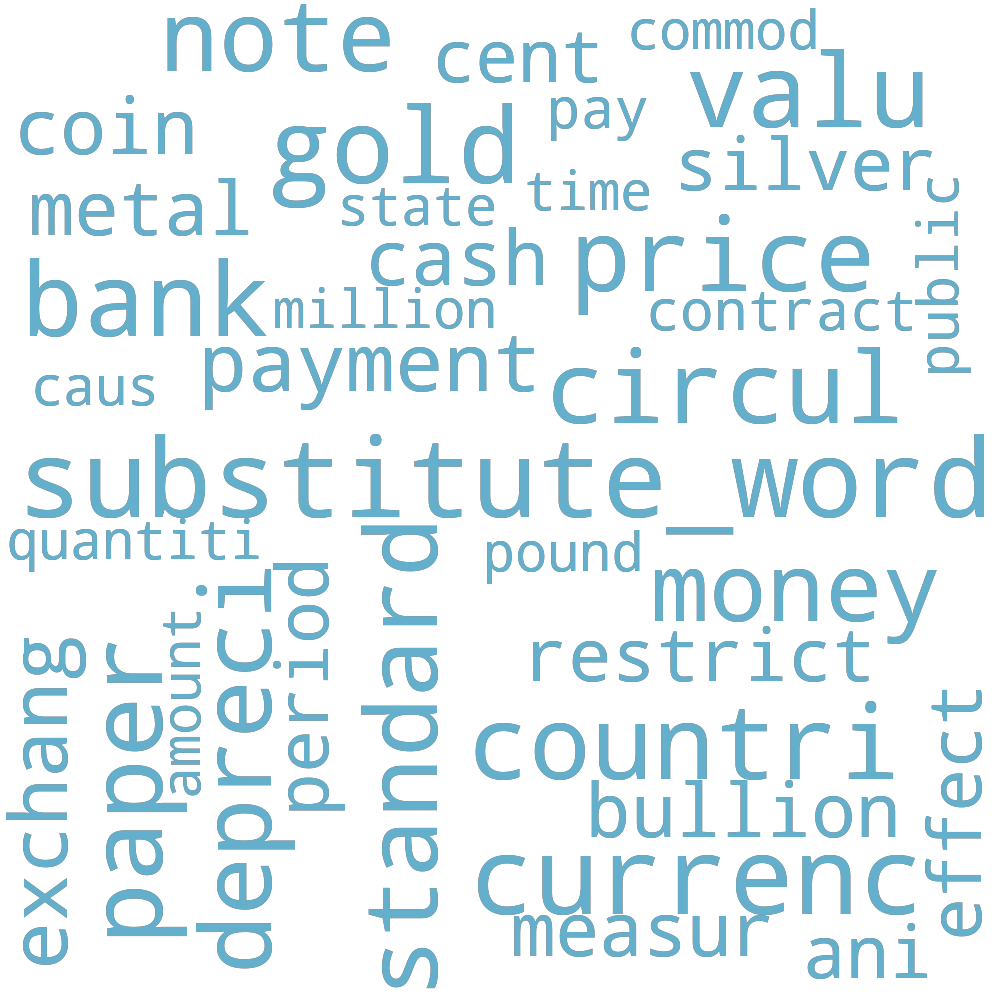 note
cent
commod
coin
gold
pay
valu
metal
state
time
silver
public
bank
cash
price
million
contract
caus
payment
circul
substitute_word
quantiti
standard
pound
money
exchang
paper
amount
depreci
period
restrict
countri
effect
bullion
currenc
measur
ani